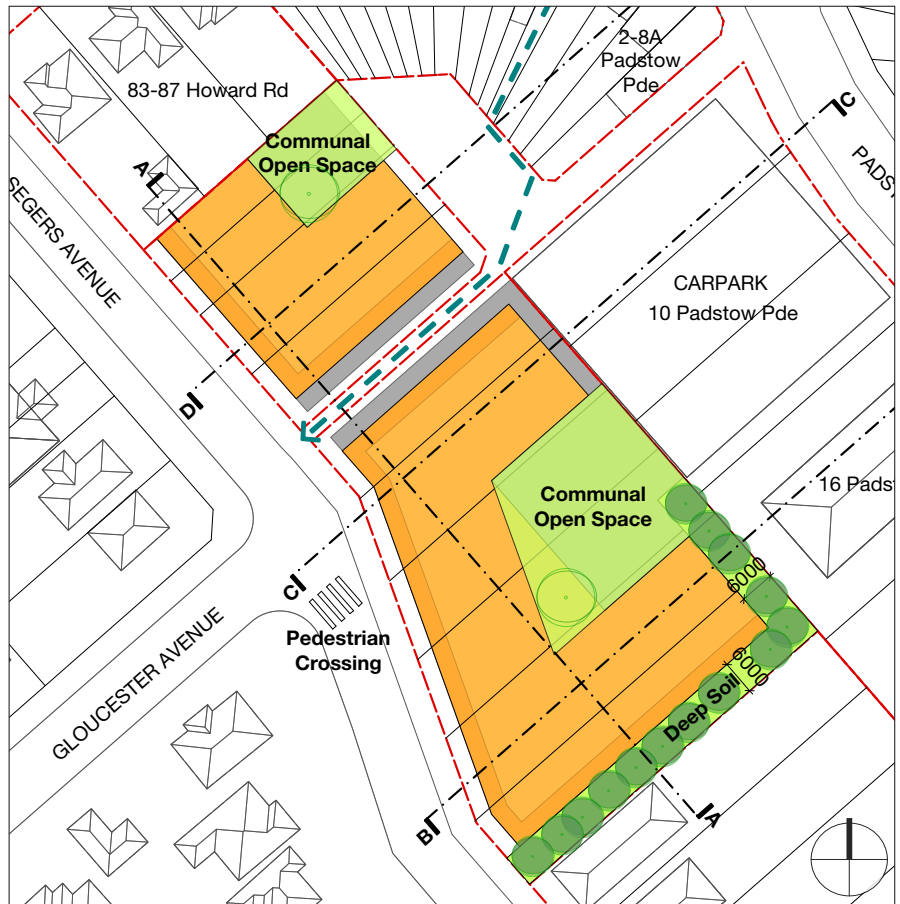 2-8A
Padstow
Pde
83-87 Howard Rd
C
Communal
Open Space
A
PADS
SEGERS AVENUE
CARPARK
10 Padstow Pde
D
16 Pads
Communal
Open Space
6000
C
Pedestrian
Crossing
GLOUCESTER AVENUE
6000
Deep Soil
A
B